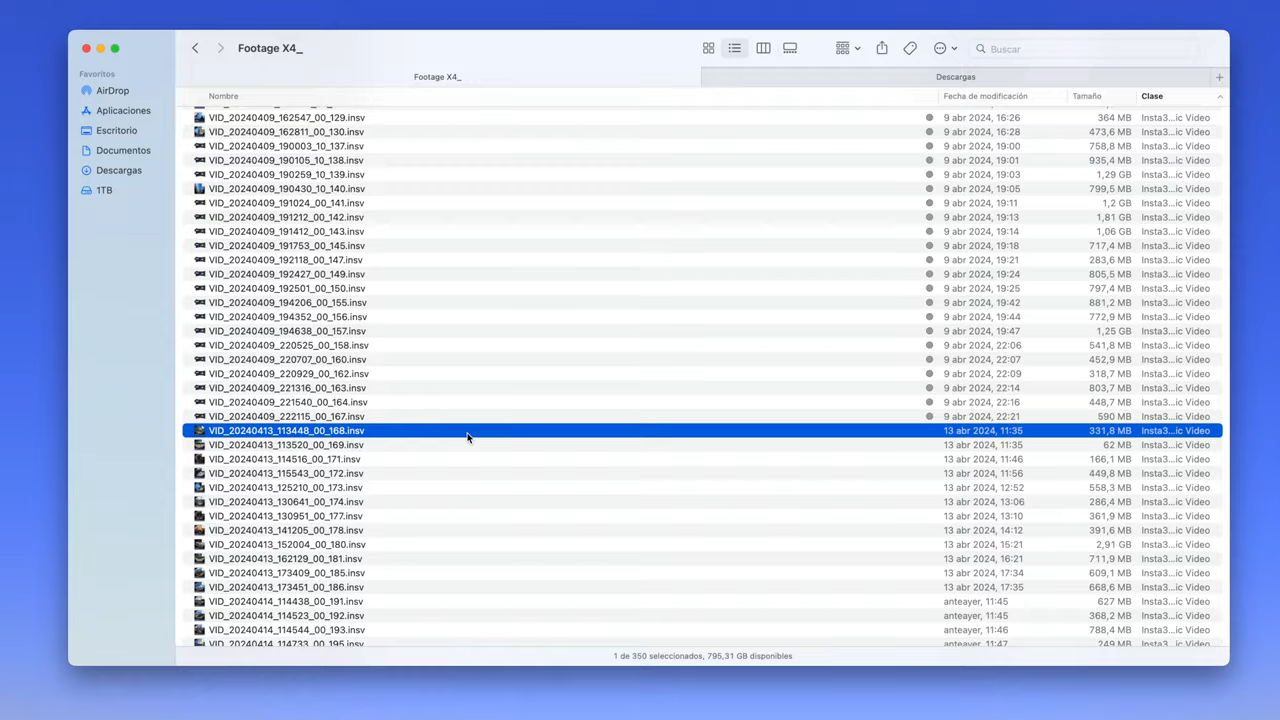 Footage X4_
Buscar
Favoritos
AirDrop
Aplicaciones
Escritorio
Documentos
Descargas
1TB
Footage X4_ Descargas +
Nombre Fecha de modificación Tamaño Clase
VID_20240409_162547_00_129.insv 9 abr 2024, 16:26 364 MB Insta3...ic Video
VID_20240409_162811_00_130.insv 9 abr 2024, 16:28 473,6 MB Insta3...ic Video
VID_20240409_190003_10_137.insv 9 abr 2024, 19:00 758,8 MB Insta3...ic Video
VID_20240409_190105_10_138.insv 9 abr 2024, 19:01 935,4 MB Insta3...ic Video
VID_20240409_190259_10_139.insv 9 abr 2024, 19:03 1,29 GB Insta3...ic Video
VID_20240409_190430_10_140.insv 9 abr 2024, 19:05 799,5 MB Insta3...ic Video
VID_20240409_191024_00_141.insv 9 abr 2024, 19:11 1,2 GB Insta3...ic Video
VID_20240409_191212_00_142.insv 9 abr 2024, 19:13 1,81 GB Insta3...ic Video
VID_20240409_191412_00_143.insv 9 abr 2024, 19:14 1,06 GB Insta3...ic Video
VID_20240409_191753_00_145.insv 9 abr 2024, 19:18 717,4 MB Insta3...ic Video
VID_20240409_192118_00_147.insv 9 abr 2024, 19:21 283,6 MB Insta3...ic Video
VID_20240409_192427_00_149.insv 9 abr 2024, 19:24 805,5 MB Insta3...ic Video
VID_20240409_192501_00_150.insv 9 abr 2024, 19:25 797,4 MB Insta3...ic Video
VID_20240409_194206_00_155.insv 9 abr 2024, 19:42 881,2 MB Insta3...ic Video
VID_20240409_194352_00_156.insv 9 abr 2024, 19:44 772,9 MB Insta3...ic Video
VID_20240409_194638_00_157.insv 9 abr 2024, 19:47 1,25 GB Insta3...ic Video
VID_20240409_220525_00_158.insv 9 abr 2024, 22:06 541,8 MB Insta3...ic Video
VID_20240409_220707_00_160.insv 9 abr 2024, 22:07 452,9 MB Insta3...ic Video
VID_20240409_220929_00_162.insv 9 abr 2024, 22:09 318,7 MB Insta3...ic Video
VID_20240409_221316_00_163.insv 9 abr 2024, 22:14 803,7 MB Insta3...ic Video
VID_20240409_221540_00_164.insv 9 abr 2024, 22:16 448,7 MB Insta3...ic Video
VID_20240409_222115_00_167.insv 9 abr 2024, 22:21 590 MB Insta3...ic Video
VID_20240413_113448_00_168.insv 13 abr 2024, 11:35 331,8 MB Insta3...ic Video
VID_20240413_113520_00_169.insv 13 abr 2024, 11:35 62 MB Insta3...ic Video
VID_20240413_114516_00_171.insv 13 abr 2024, 11:46 166,1 MB Insta3...ic Video
VID_20240413_115543_00_172.insv 13 abr 2024, 11:56 449,8 MB Insta3...ic Video
VID_20240413_125210_00_173.insv 13 abr 2024, 12:52 558,3 MB Insta3...ic Video
VID_20240413_130641_00_174.insv 13 abr 2024, 13:06 286,4 MB Insta3...ic Video
VID_20240413_130951_00_177.insv 13 abr 2024, 13:10 361,9 MB Insta3...ic Video
VID_20240413_141205_00_178.insv 13 abr 2024, 14:12 391,6 MB Insta3...ic Video
VID_20240413_152004_00_180.insv 13 abr 2024, 15:21 2,91 GB Insta3...ic Video
VID_20240413_162129_00_181.insv 13 abr 2024, 16:21 711,9 MB Insta3...ic Video
VID_20240413_173409_00_185.insv 13 abr 2024, 17:34 609,1 MB Insta3...ic Video
VID_20240413_173451_00_186.insv 13 abr 2024, 17:35 668,6 MB Insta3...ic Video
VID_20240414_114438_00_191.insv anteayer, 11:45 627 MB Insta3...ic Video
VID_20240414_114523_00_192.insv anteayer, 11:45 368,2 MB Insta3...ic Video
VID_20240414_114544_00_193.insv anteayer, 11:46 788,4 MB Insta3...ic Video
VID_20240414_114733_00_195.insv anteayer, 11:47 249 MB Insta3...ic Video
1 de 350 seleccionados, 795,31 GB disponibles